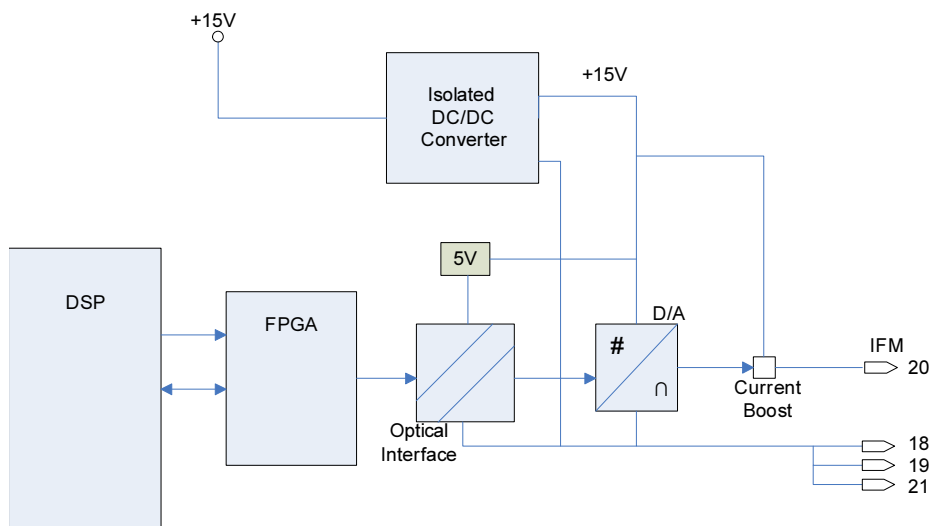 +15V
Isolated
DC/DC
Converter
+15V
5V
DSP
FPGA
D/A
#
∩
IFM
20
Current
Boost
Optical
Interface
18
19
21